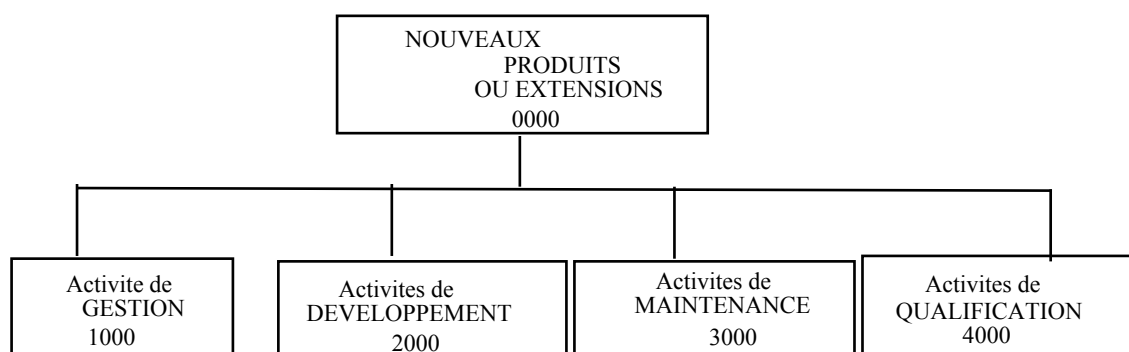 NOUVEAUX
PRODUITS
OU EXTENSIONS
0000
Activite de
GESTION
1000
Activites de
DEVELOPPEMENT
2000
Activites de
MAINTENANCE
3000
Activites de
QUALIFICATION
4000